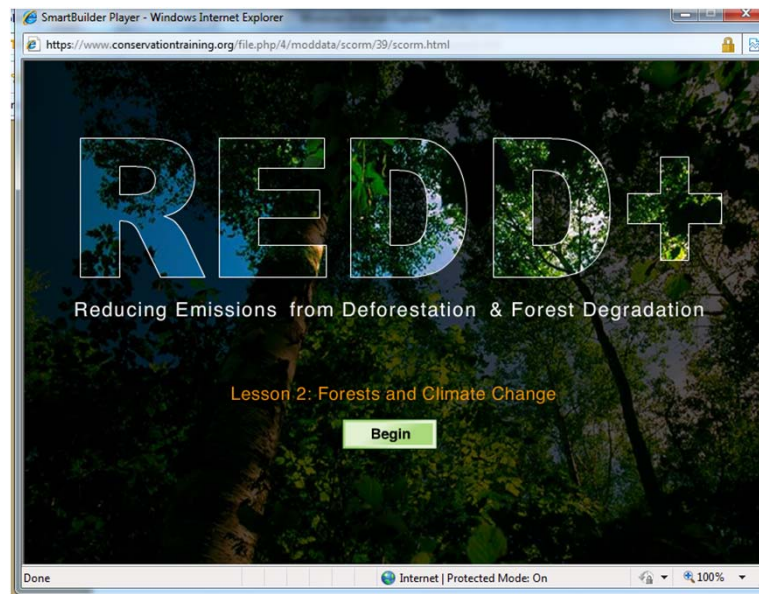 SmartBuilder Player - Windows Internet Explorer
https://www.conservationtraining.org/file.php/4/moddata/scorm/39/scorm.html
REDD+
Reducing Emissions from Deforestation & Forest Degradation
Lesson 2: Forests and Climate Change
Begin
Done
Internet | Protected Mode: On
100%